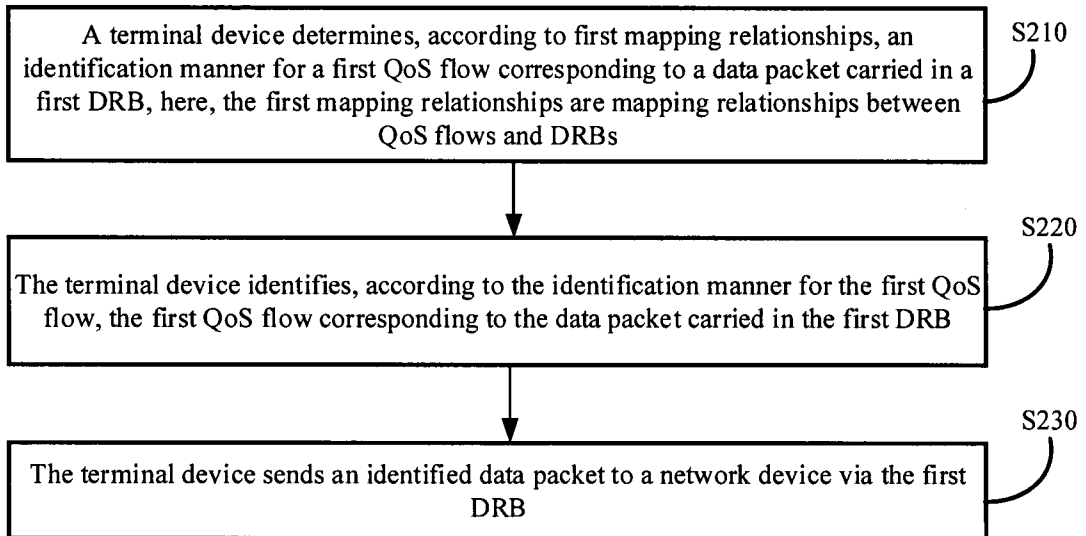 A terminal device determines, according to first mapping relationships, an
identification manner for a first QoS flow corresponding to a data packet carried in a
first DRB, here, the first mapping relationships are mapping relationships between
QoS flows and DRBs
S210
The terminal device identifies, according to the identification manner for the first QoS
flow, the first QoS flow corresponding to the data packet carried in the first DRB
S220
The terminal device sends an identified data packet to a network device via the first
DRB
S230